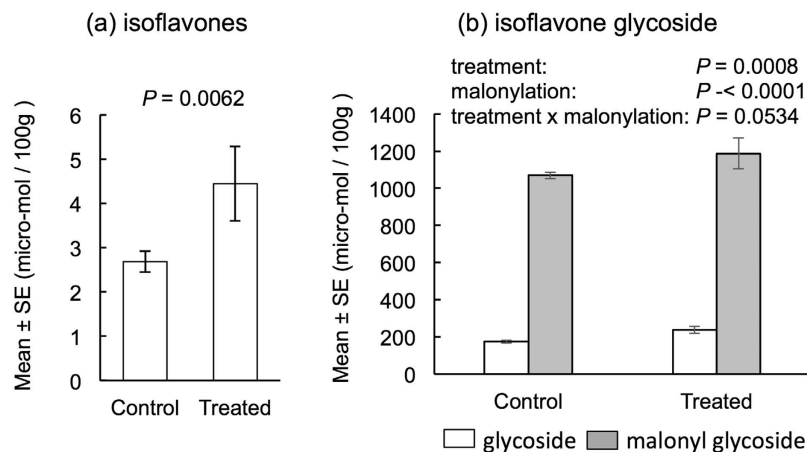 (a) isoflavones
P = 0.0062
Mean ± SE (micro-mol / 100g)
6
5
4
3
2
1
0
Control Treated
(b) isoflavone glycoside
treatment: P = 0.0008
malonylation: P -< 0.0001
treatment x malonylation: P = 0.0534
Mean ± SE (micro-mol / 100g)
1400
1200
1000
800
600
400
200
0
Control Treated
glycoside malonyl glycoside